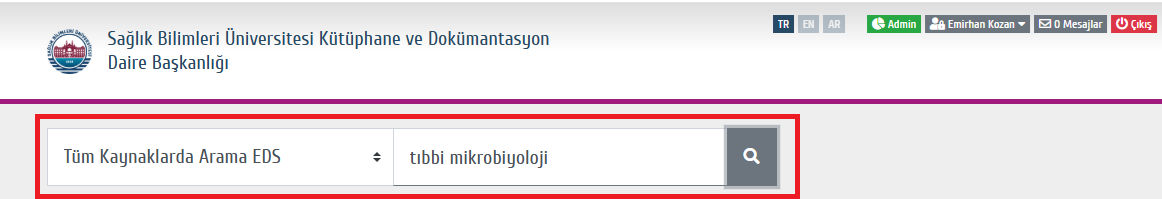 TR EN AR Admin Emirhan Kozan 0 Mesajlar Çıkış
Sağlık Bilimleri Üniversitesi Kütüphane ve Dokümantasyon
Daire Başkanlığı
Tüm Kaynaklarda Arama EDS tıbbi mikrobiyoloji